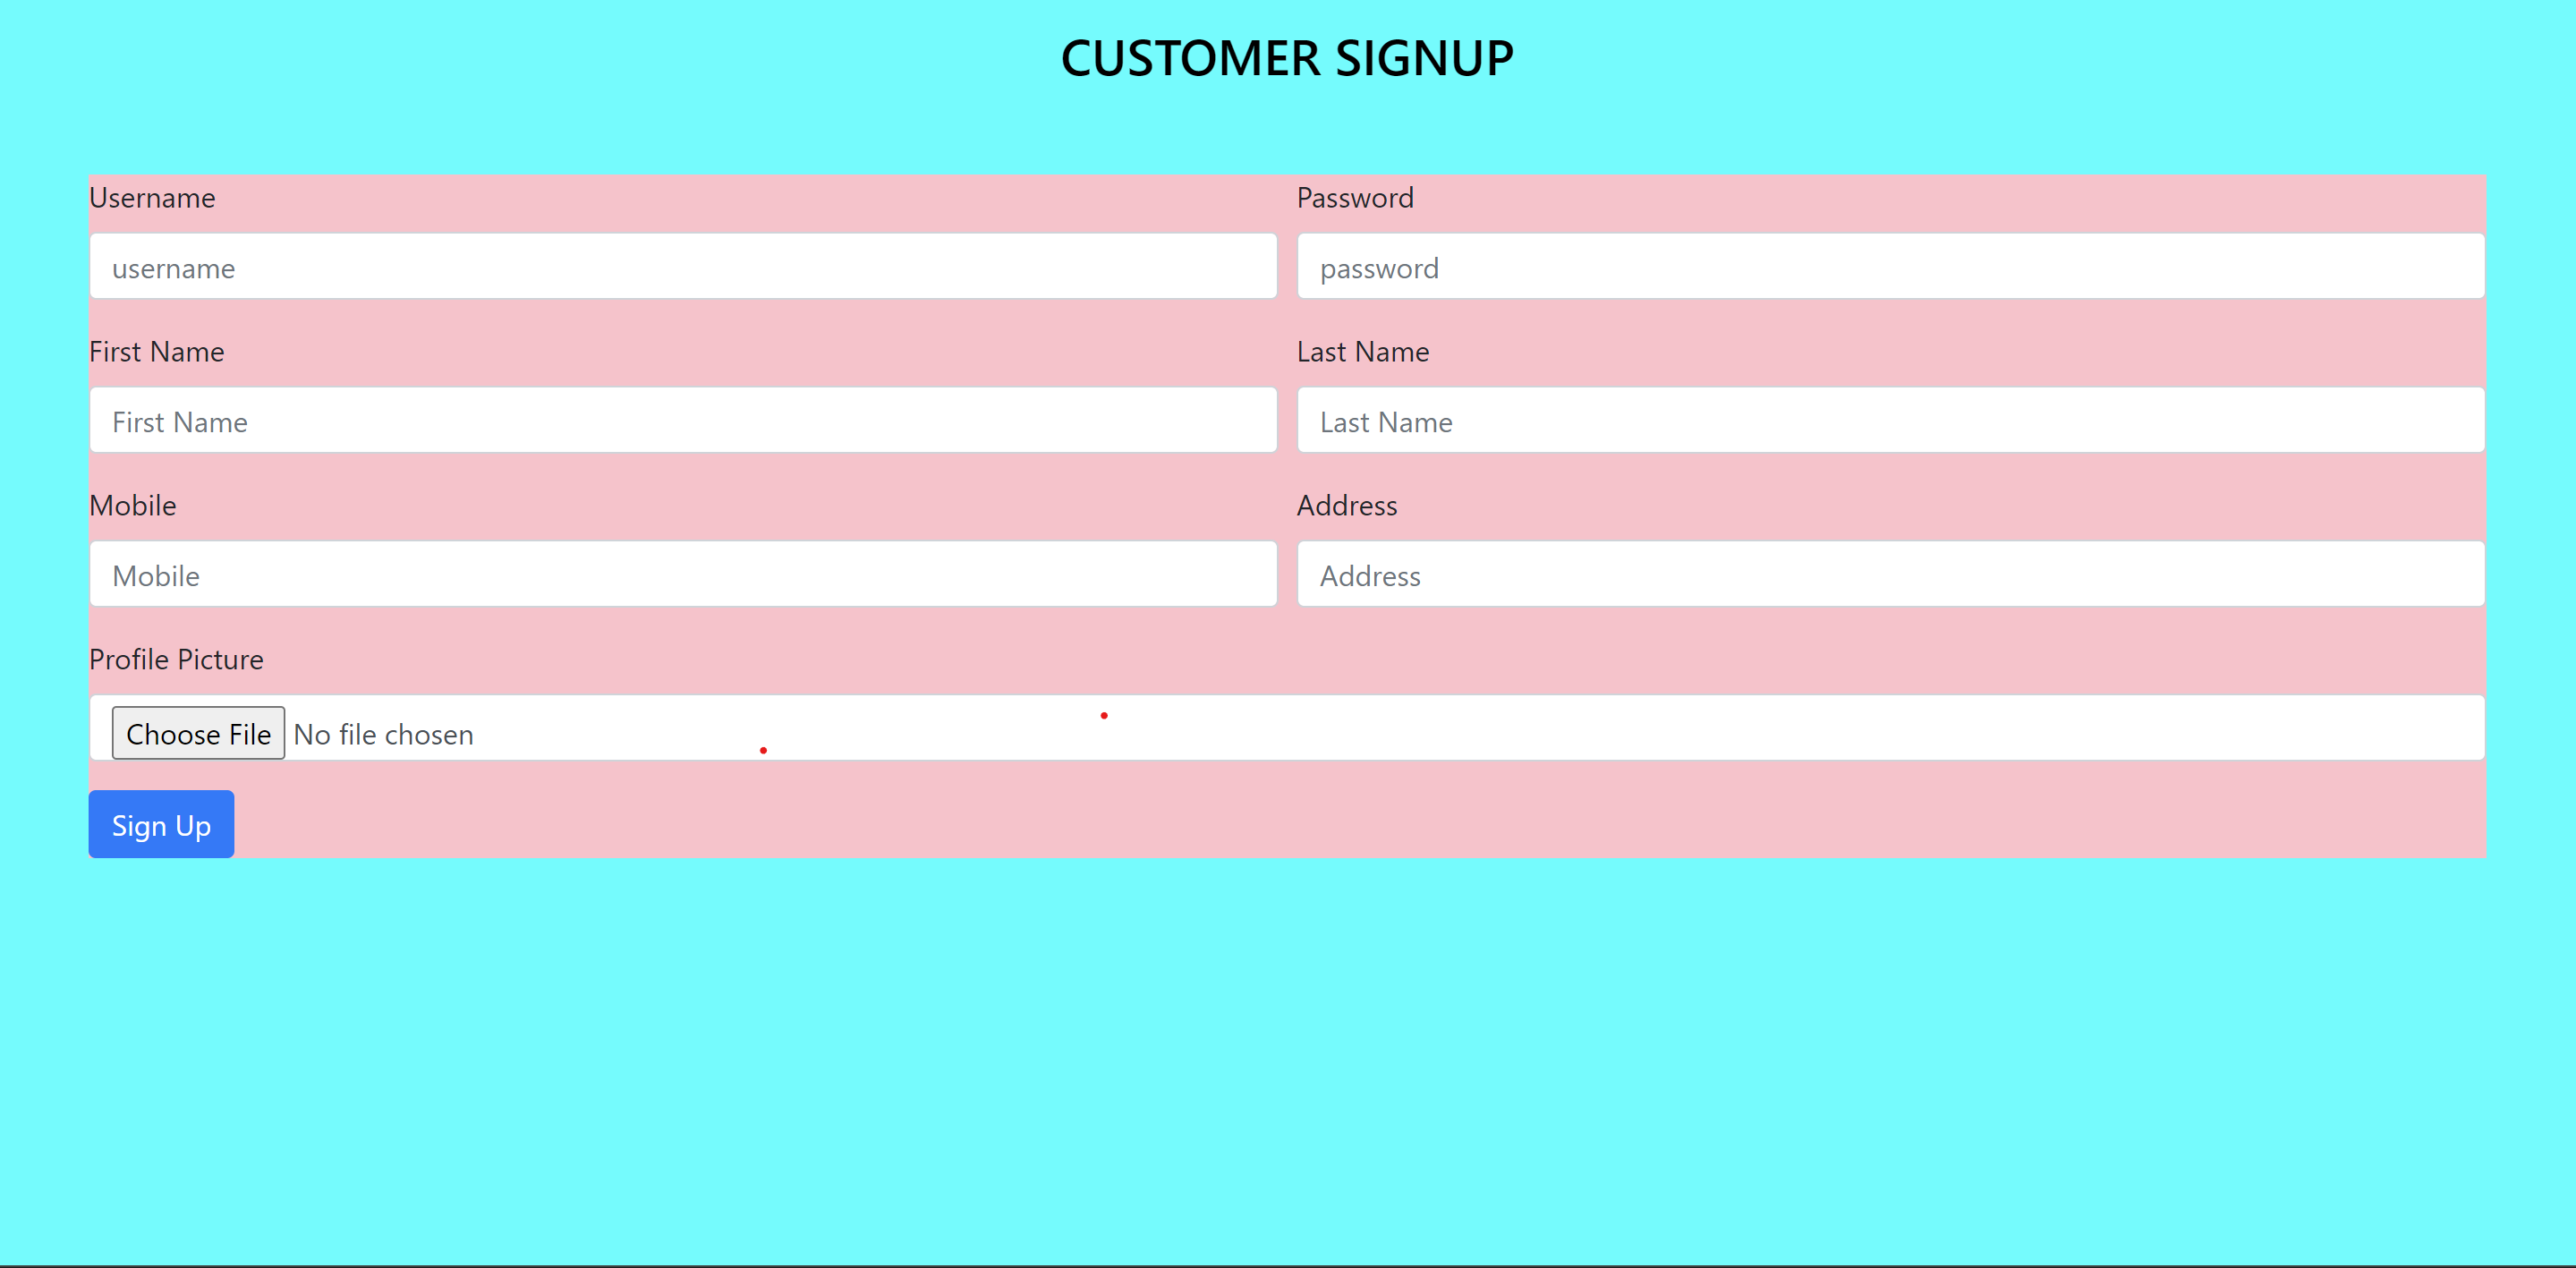 CUSTOMER SIGNUP
Username Password
username password
First Name Last Name
First Name Last Name
Mobile Address
Mobile Address
Profile Picture
Choose File No file chosen
Sign Up